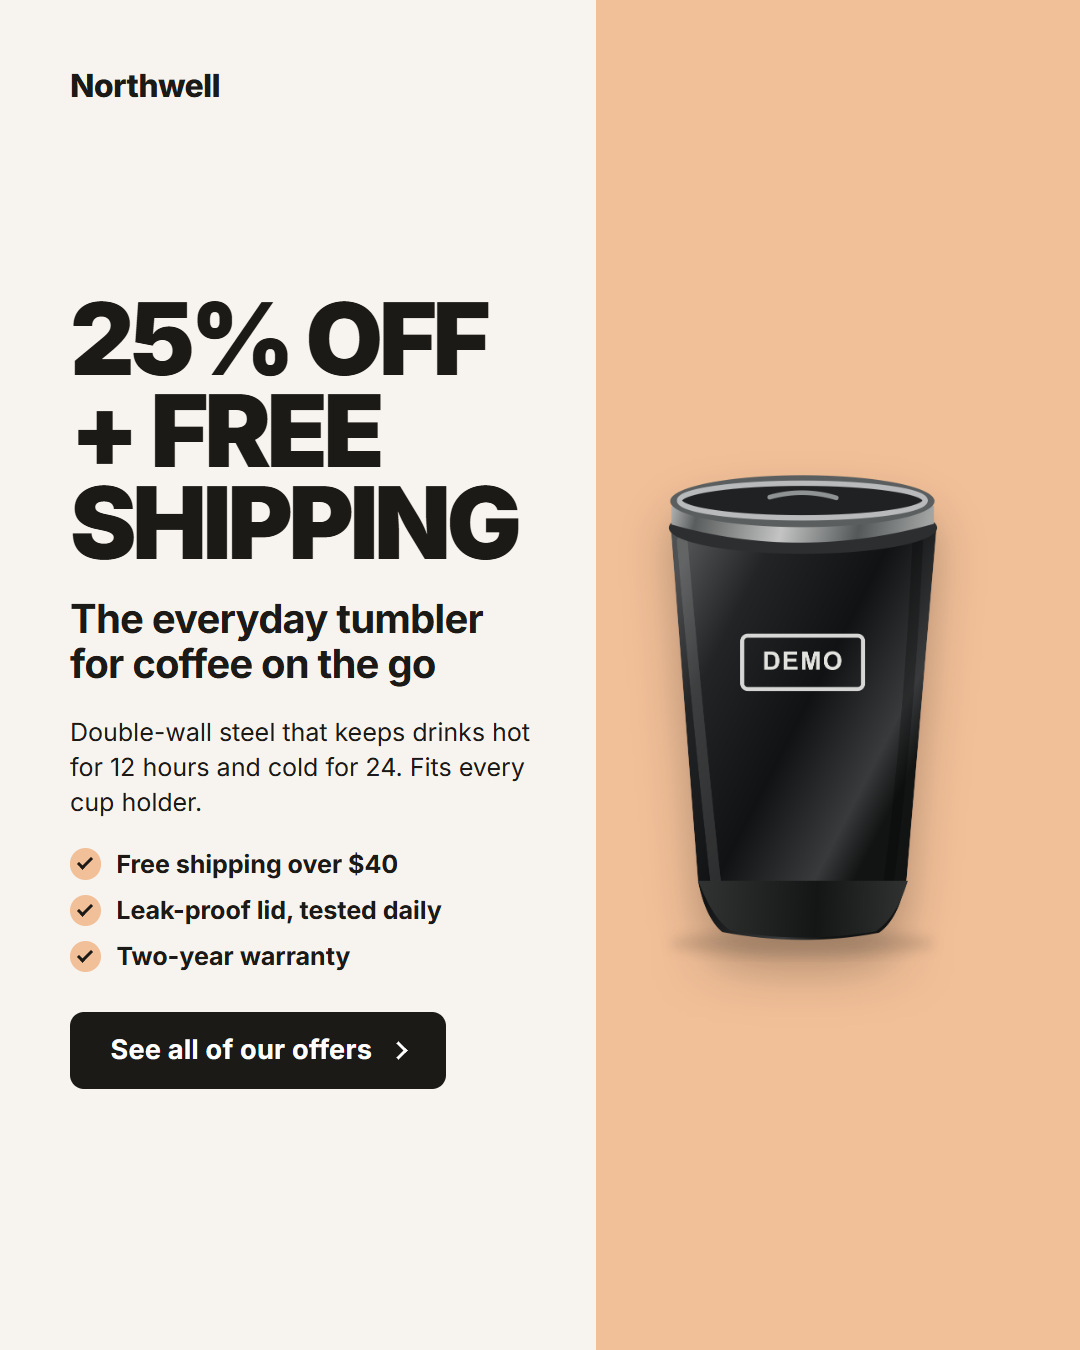 Northwell
25% OFF
+ FREE
SHIPPING
The everyday tumbler
for coffee on the go
Double-wall steel that keeps drinks hot
for 12 hours and cold for 24. Fits every
cup holder.
Free shipping over $40
Leak-proof lid, tested daily
Two-year warranty
See all of our offers
DEMO